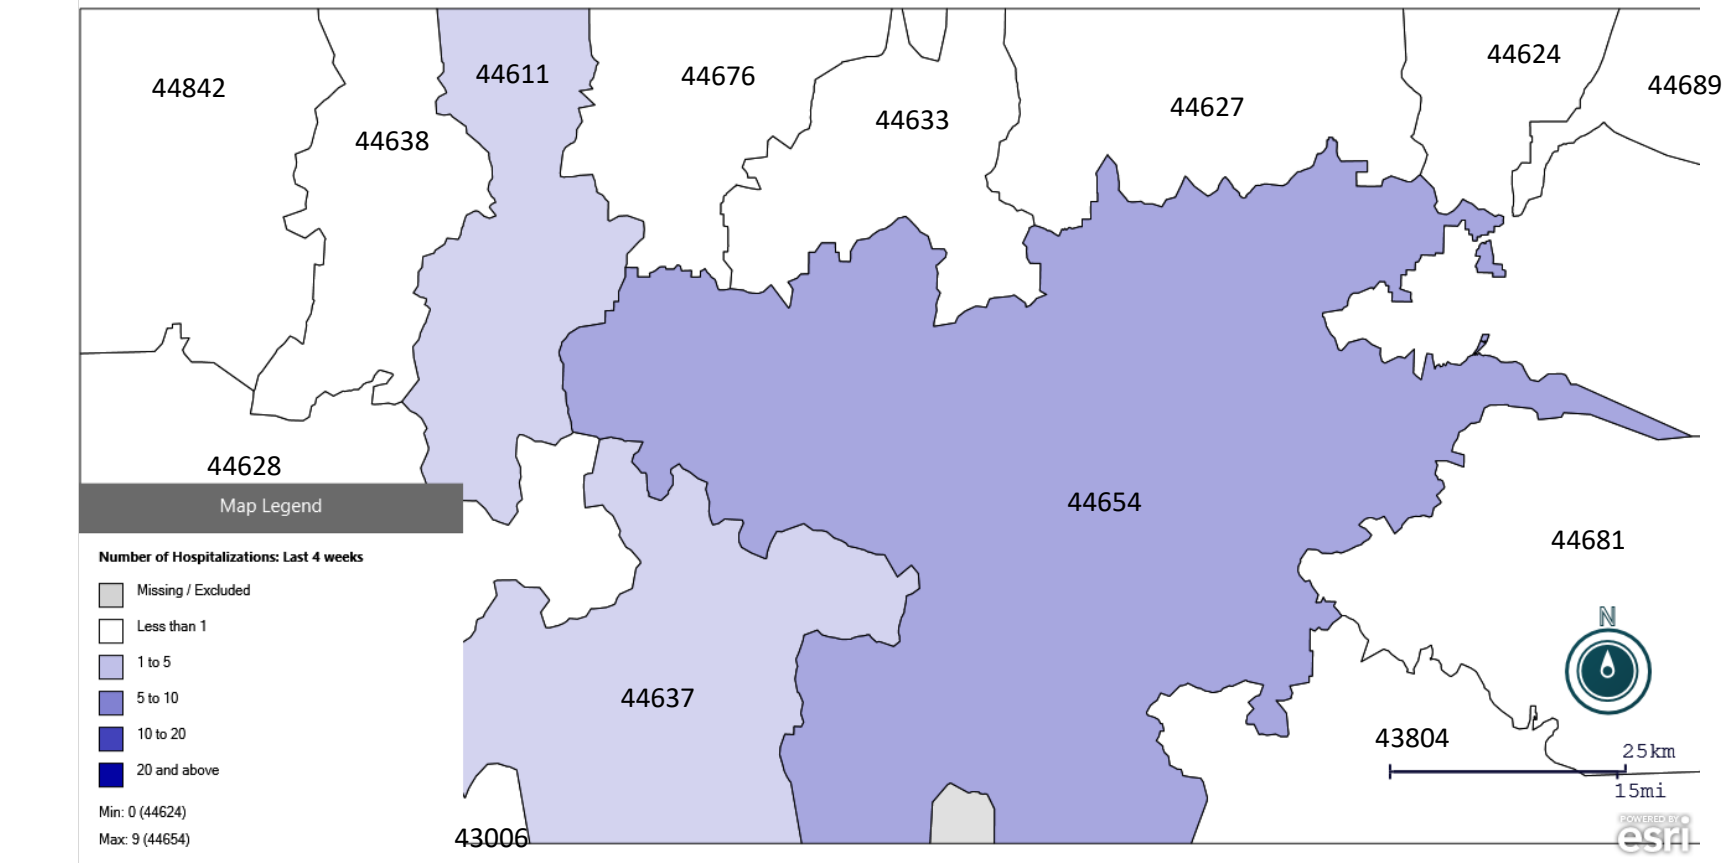 44624
44611
44676
44689
44842
44627
44633
44638
44628
44654
Map Legend
44681
Number of Hospitalizations: Last 4 weeks
Missing / Excluded
Less than 1
N
1 to 5
5 to 10
44637
10 to 20
43804
25km
20 and above
15mi
Min: 0 (44624)
POWERED BY
esri
Max: 9 (44654)
43006